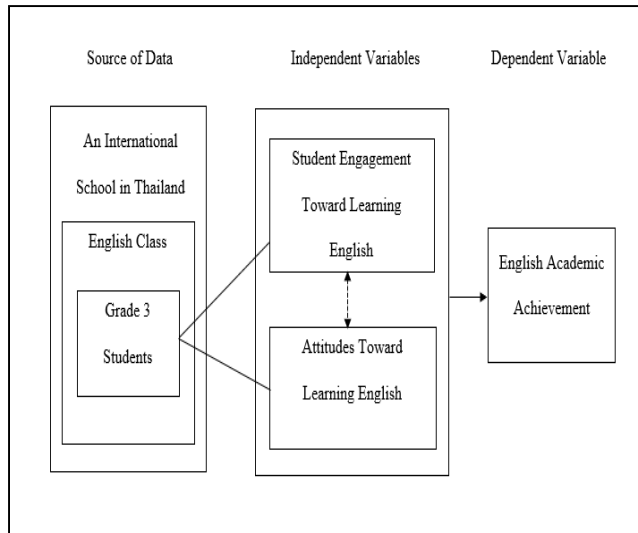 Source of Data
Independent Variables
Dependent Variable
An International
School in Thailand
English Class
Grade 3
Students
Student Engagement
Toward Learning
English
Attitudes Toward
Learning English
English Academic
Achievement